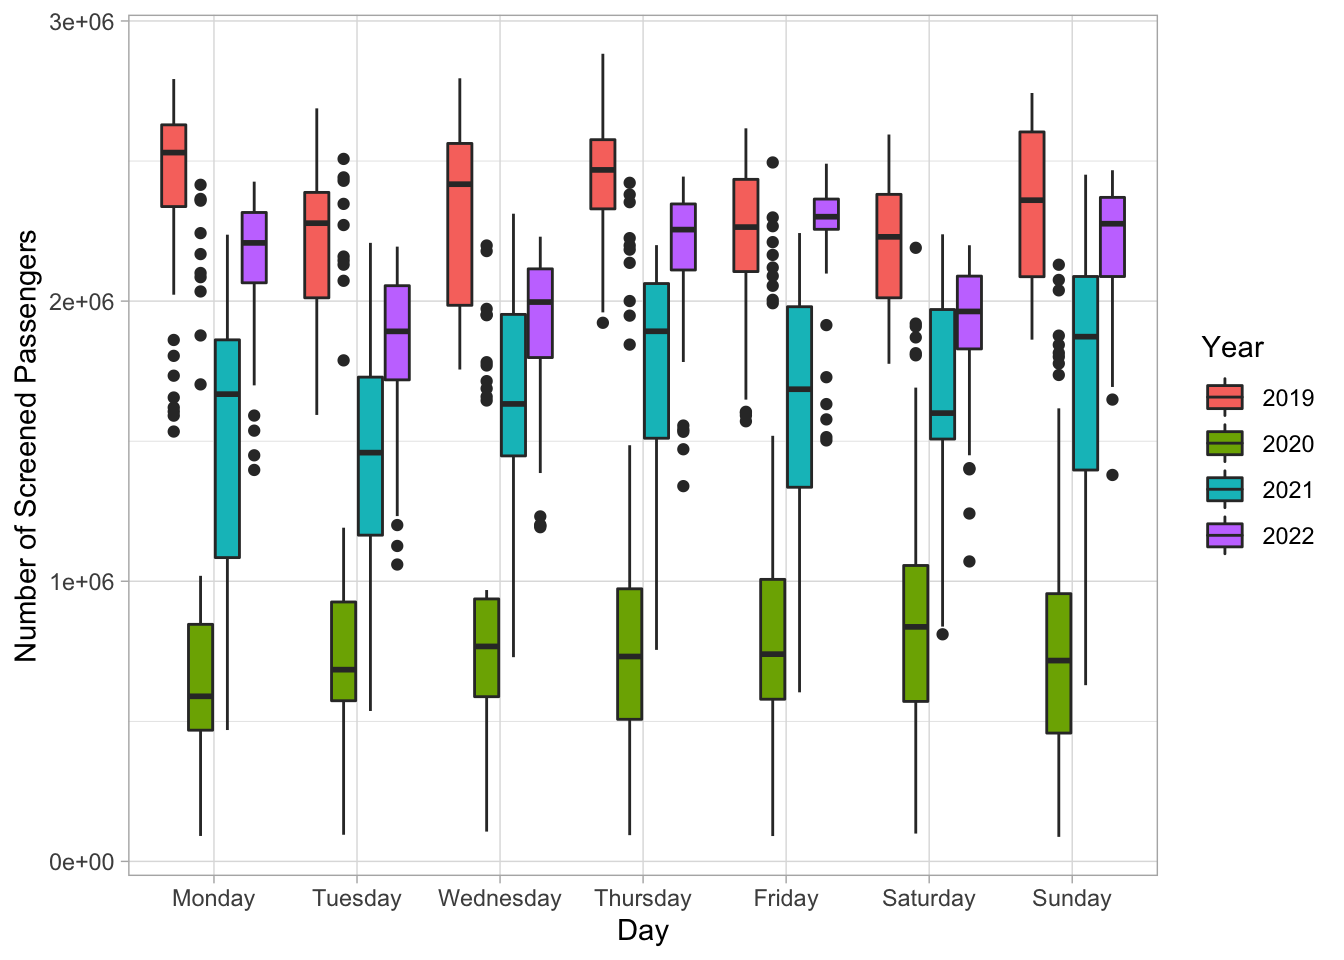 Number of Screened Passengers
3e+06
2e+06
1e+06
0e+00
Monday
Tuesday
Wednesday
Thursday
Friday
Saturday
Sunday
Day
Year
2019
2020
2021
2022